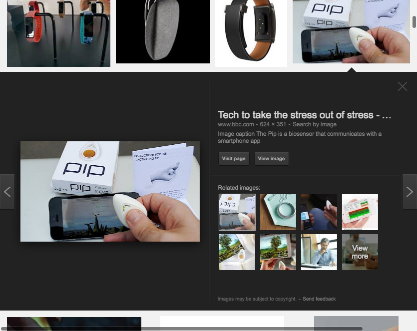 pip
Tech to take the stress out of stress - …
www.bbc.com - 624 × 351 - Search by image
Image caption The Pip is a biosensor that communicates with a
smartphone app
Visit page
View image
pip
pip
Related images:
View
more
Images may be subject to copyright. - Send feedback